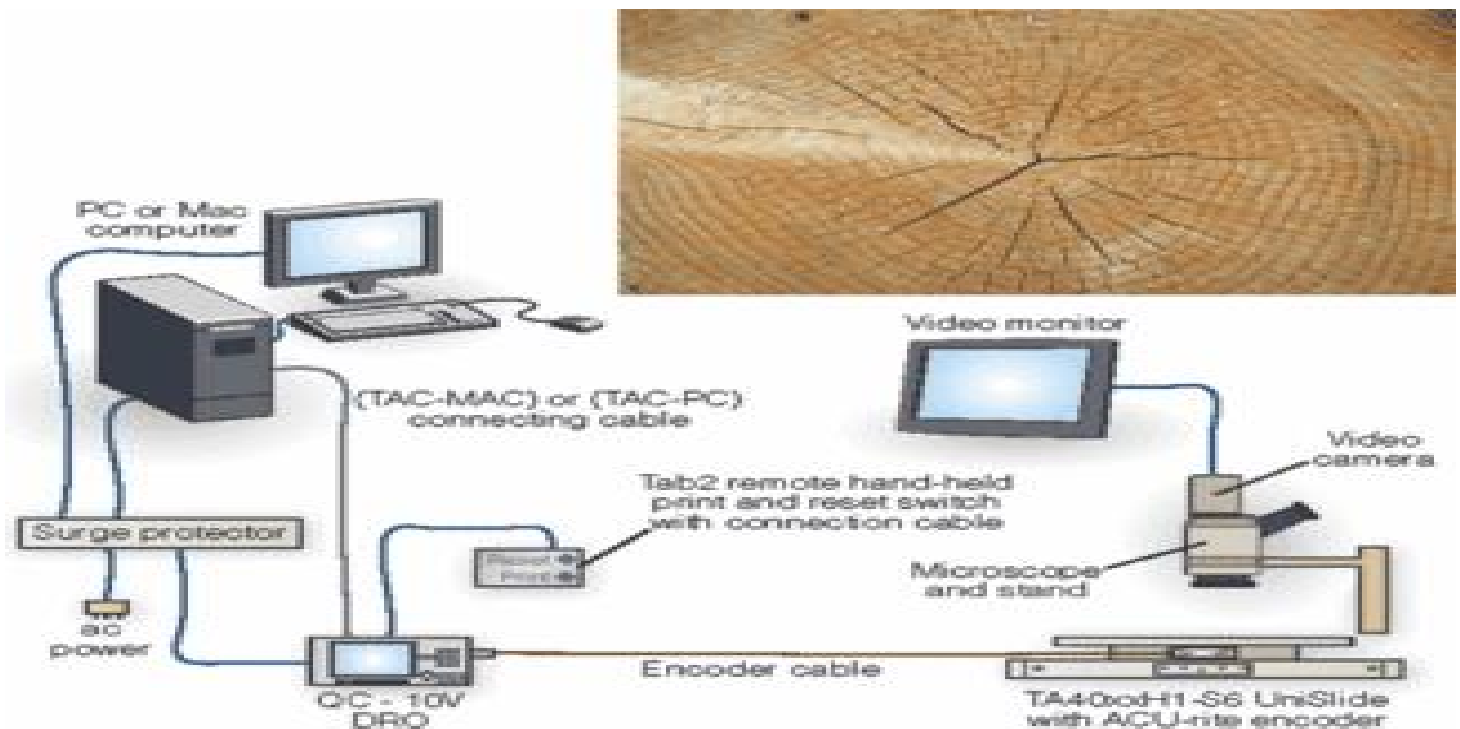 PC or Mac
computer
Video monitor
(TAC-MAC) or (TAC-PC)
connecting cable
Video
camera
Tab2 remote hand-held
print and reset switch
with connection cable
Surge protector
Reset
Print
Microscope
and stand
ac
power
Encoder cable
QC - 10V
DRO
TA40xxH1-S6 UniSlide
with ACU-rite encoder